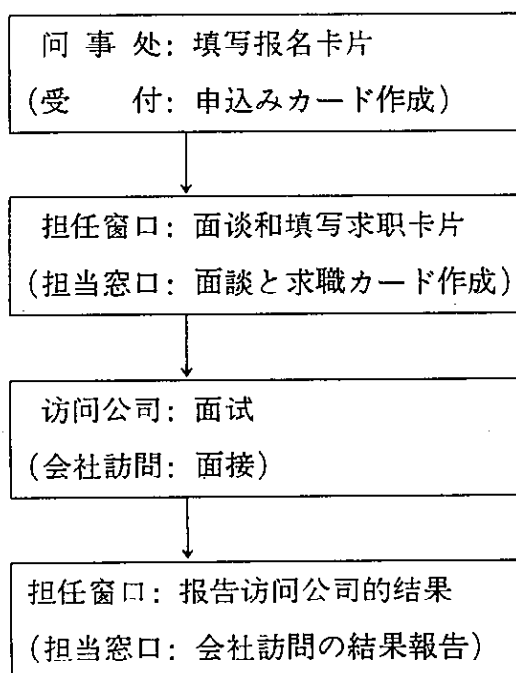 问 事 处: 填写报名卡片
(受　　付: 申込みカード作成)
担任窗口: 面谈和填写求职卡片
(担当窓口: 面談と求職カード作成)
访问公司: 面试
(会社訪問: 面接)
担任窗口: 报告访问公司的结果
(担当窓口: 会社訪問の結果報告)